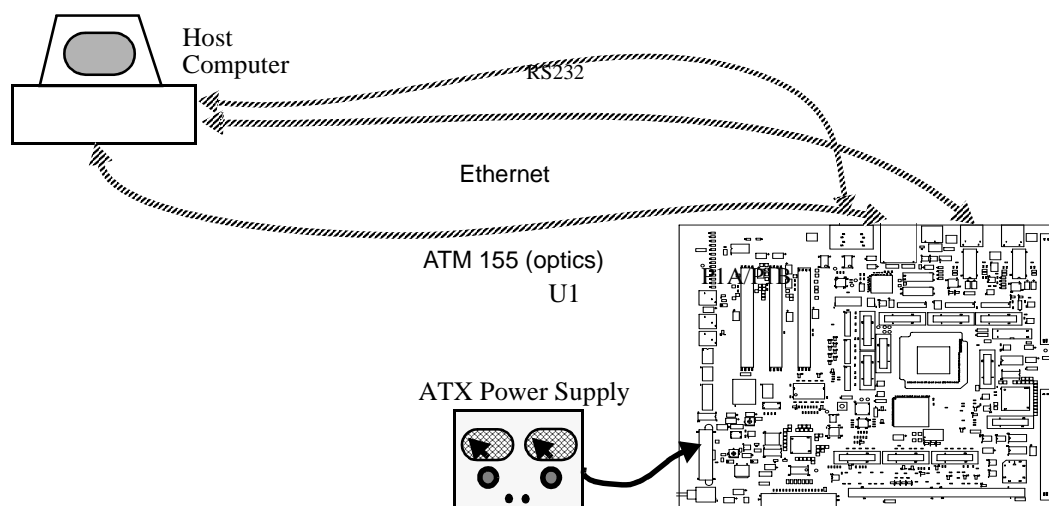 Host
Computer
RS232
Ethernet
ATM 155 (optics)
U1
ATX Power Supply